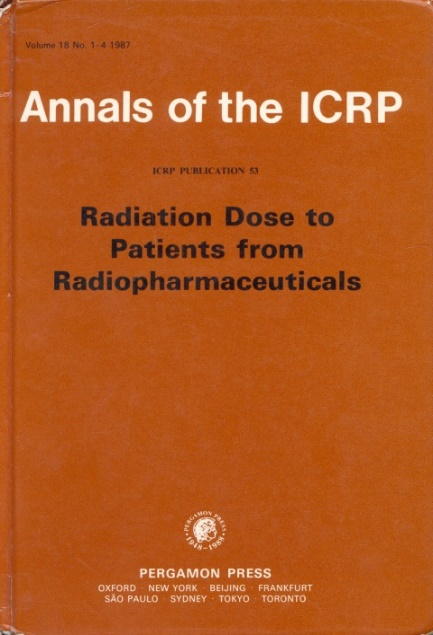 Volume 18 No. 1-4 1987
Annals of the ICRP
ICRP PUBLICATION 53
Radiation Dose to
Patients from
Radiopharmaceuticals
· PERGAMON PRESS ·
1948–1988
PERGAMON PRESS
OXFORD · NEW YORK · BEIJING · FRANKFURT
SÃO PAULO · SYDNEY · TOKYO · TORONTO